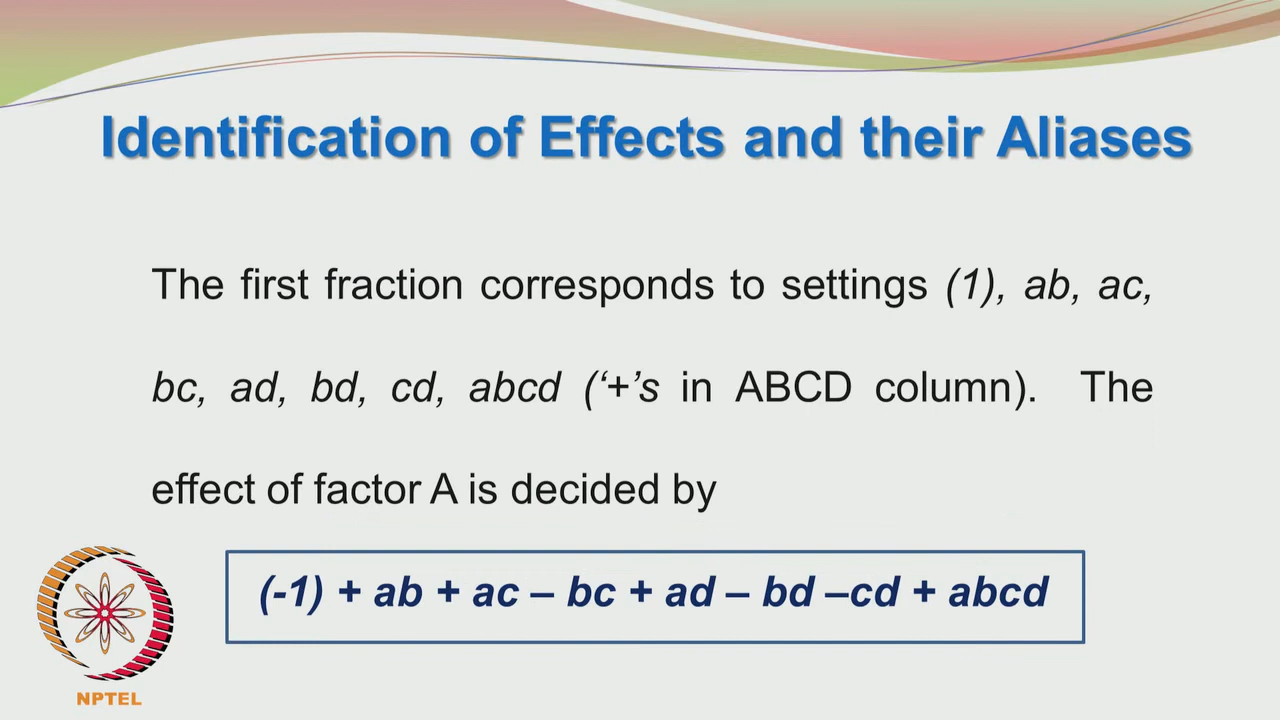 Identification of Effects and their Aliases
The first fraction corresponds to settings (1), ab, ac,
bc, ad, bd, cd, abcd (‘+’s in ABCD column). The
effect of factor A is decided by
(-1) + ab + ac – bc + ad – bd –cd + abcd
NPTEL